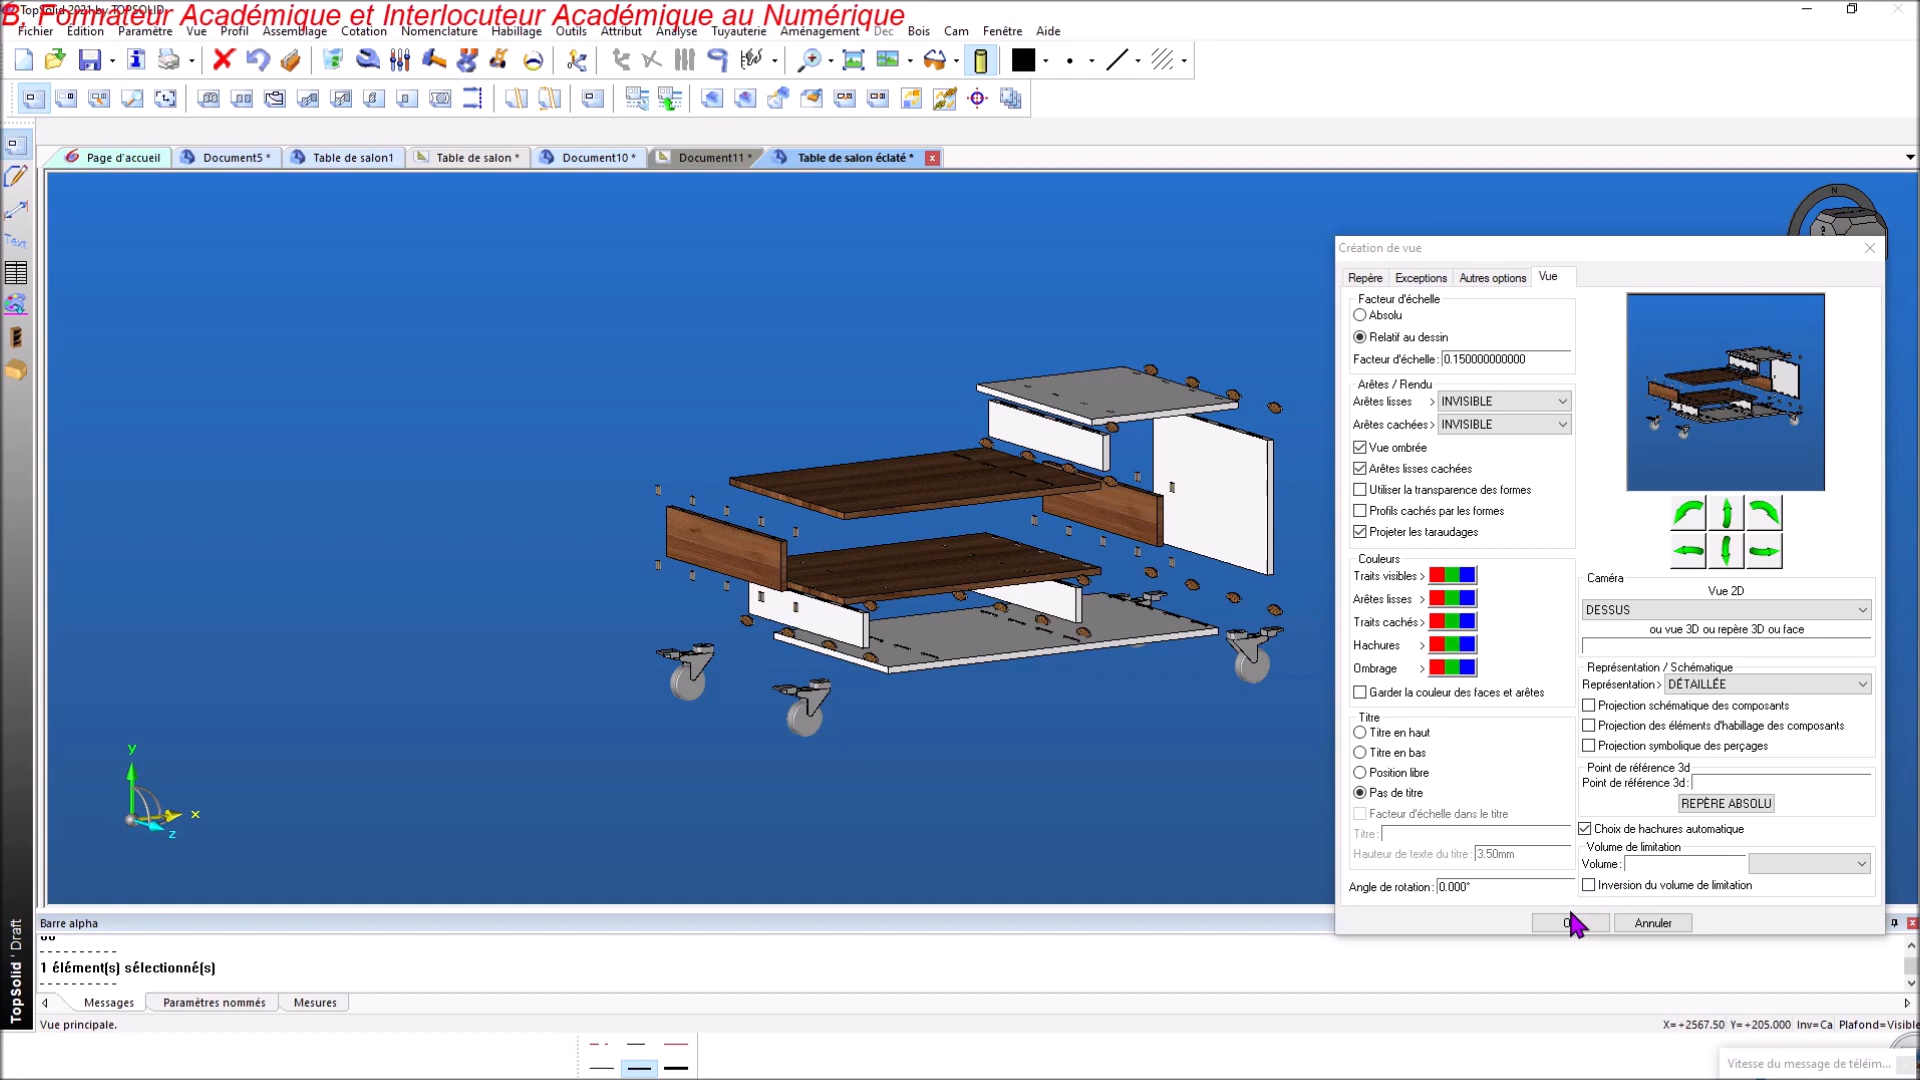 B, Formateur Académique et Interlocuteur Académique au Numérique
TopSolid 2021 by TOPSOLID
Fichier Edition Paramètre Vue Profil Assemblage Cotation Nomenclature Habillage Outils Attribut Analyse Tuyauterie Aménagement Dec Bois Cam Fenêtre Aide
Page d'accueil Document5 * Table de salon1 Table de salon * Document10 * Document11 * Table de salon éclaté *
Text
N
Création de vue
Repère Exceptions Autres options Vue
Facteur d'échelle
Absolu
Relatif au dessin
Facteur d'échelle : 0.150000000000
Arêtes / Rendu
Arêtes lisses > INVISIBLE
Arêtes cachées > INVISIBLE
Vue ombrée
Arêtes lisses cachées
Utiliser la transparence des formes
Profils cachés par les formes
Projeter les taraudages
Couleurs
Traits visibles >
Arêtes lisses >
Traits cachés >
Hachures >
Ombrage >
Garder la couleur des faces et arêtes
Titre
Titre en haut
Titre en bas
Position libre
Pas de titre
Facteur d'échelle dans le titre
Titre :
Hauteur de texte du titre : 3.50mm
Angle de rotation : 0.000°
Caméra
Vue 2D
DESSUS
ou vue 3D ou repère 3D ou face
Représentation / Schématique
Représentation > DÉTAILLÉE
Projection schématique des composants
Projection des éléments d'habillage des composants
Projection symbolique des perçages
Point de référence 3d
Point de référence 3d :
REPÈRE ABSOLU
Choix de hachures automatique
Volume de limitation
Volume :
Inversion du volume de limitation
Annuler
y
x
z
TopSolid ' Draft
Barre alpha
1 élément(s) sélectionné(s)
Messages Paramètres nommés Mesures
Vue principale.
X=+2567.50 Y=+205.000 Inv=Ca Plafond=Visible
Vitesse du message de téléim...